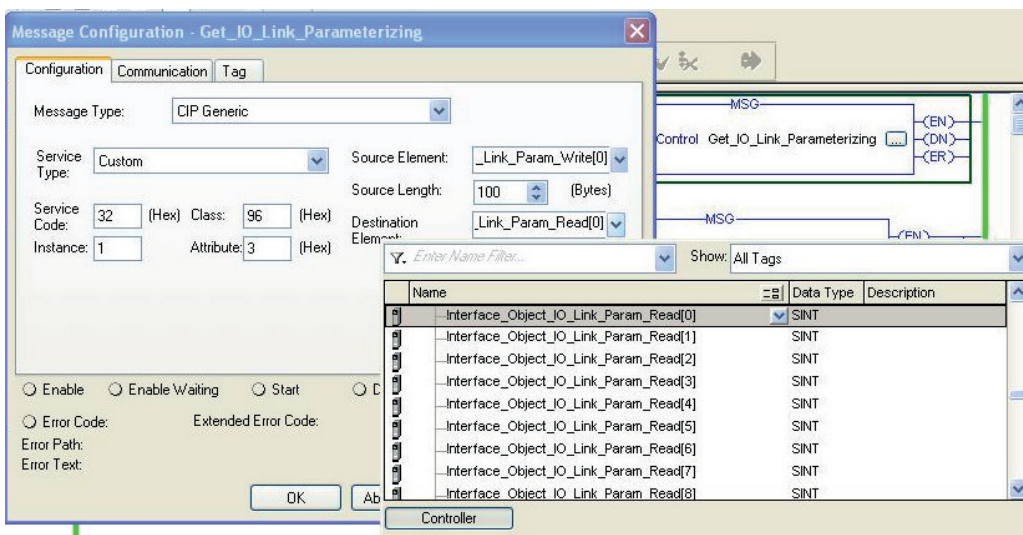 Message Configuration - Get_IO_Link_Parameterizing
Configuration Communication Tag
Message Type: CIP Generic
Service Type: Custom
Source Element: _Link_Param_Write[0]
Source Length: 100 (Bytes)
Service Code: 32 (Hex) Class: 96 (Hex)
Destination Element: _Link_Param_Read[0]
Instance: 1 Attribute: 3 (Hex)
Enable Enable Waiting Start
Error Code: Extended Error Code:
Error Path:
Error Text:
OK
MSG
Control Get_IO_Link_Parameterizing ...
(EN)
(DN)
(ER)
MSG
(EN)
Enter Name Filter... Show: All Tags
Name Data Type Description
Interface_Object_IO_Link_Param_Read[0] SINT
Interface_Object_IO_Link_Param_Read[1] SINT
Interface_Object_IO_Link_Param_Read[2] SINT
Interface_Object_IO_Link_Param_Read[3] SINT
Interface_Object_IO_Link_Param_Read[4] SINT
Interface_Object_IO_Link_Param_Read[5] SINT
Interface_Object_IO_Link_Param_Read[6] SINT
Interface_Object_IO_Link_Param_Read[7] SINT
Interface_Object_IO_Link_Param_Read[8] SINT
Controller